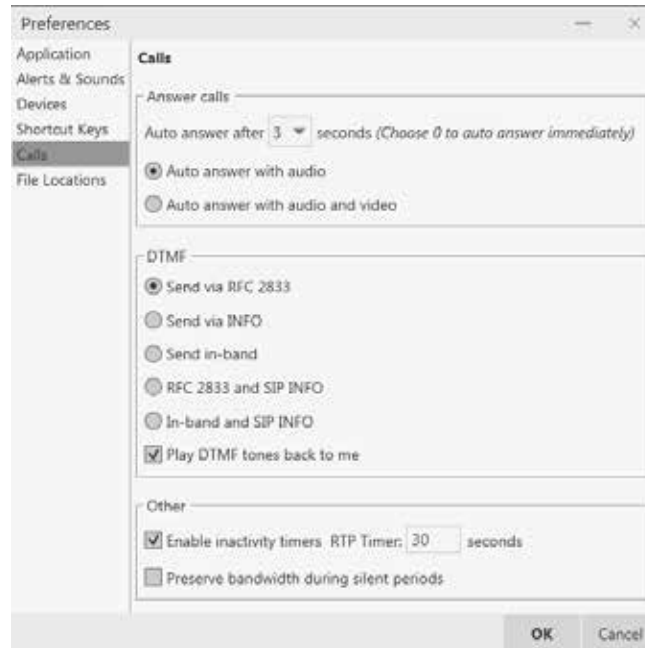 Preferences
Application
Alerts & Sounds
Devices
Shortcut Keys
Calls
File Locations
Calls
Answer calls
Auto answer after 3 seconds (Choose 0 to auto answer immediately)
Auto answer with audio
Auto answer with audio and video
DTMF
Send via RFC 2833
Send via INFO
Send in-band
RFC 2833 and SIP INFO
In-band and SIP INFO
Play DTMF tones back to me
Other
Enable inactivity timers RTP Timer: 30 seconds
Preserve bandwidth during silent periods
OK Cancel